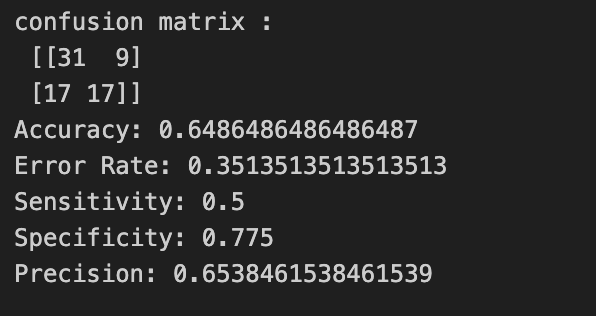 confusion matrix :
[[31  9]
[17 17]]
Accuracy: 0.6486486486486487
Error Rate: 0.3513513513513513
Sensitivity: 0.5
Specificity: 0.775
Precision: 0.6538461538461539